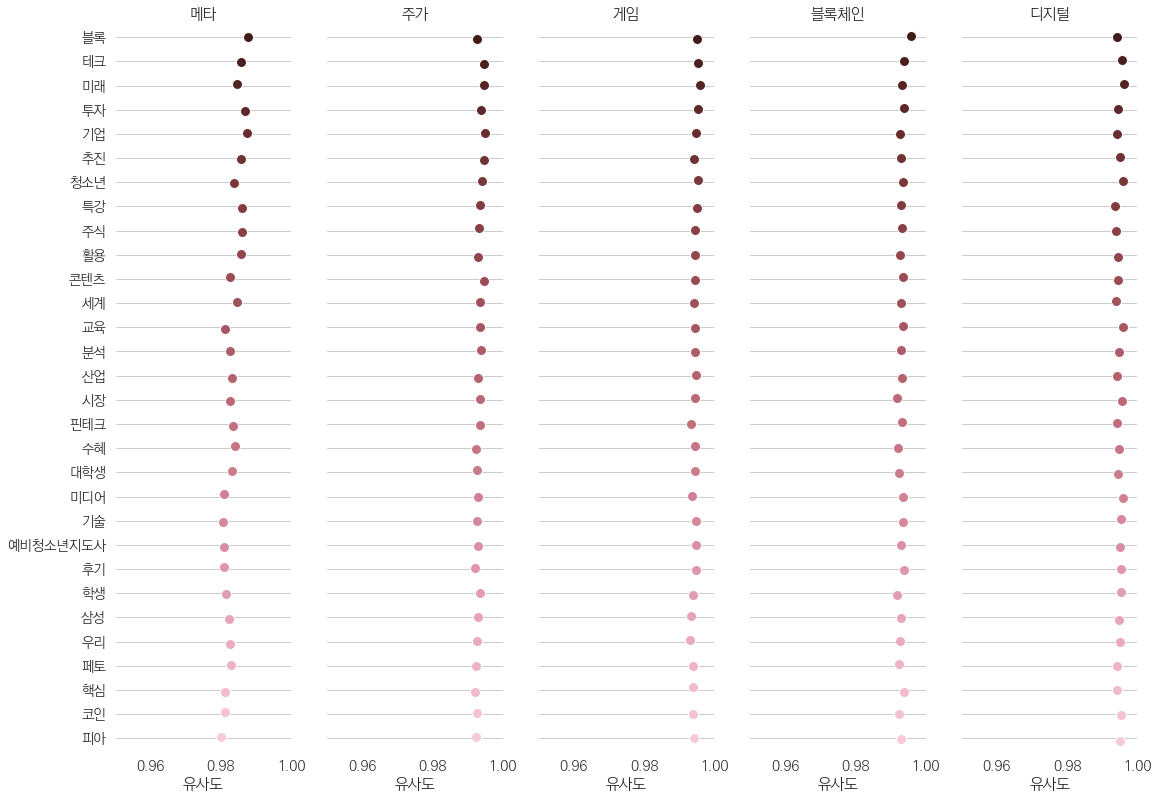 메타 주가 게임 블록체인 디지털
블록
테크
미래
투자
기업
추진
청소년
특강
주식
활용
콘텐츠
세계
교육
분석
산업
시장
핀테크
수혜
대학생
미디어
기술
예비청소년지도사
후기
학생
삼성
우리
페토
핵심
코인
피아
0.96 0.98 1.00 0.96 0.98 1.00 0.96 0.98 1.00 0.96 0.98 1.00 0.96 0.98 1.00
유사도 유사도 유사도 유사도 유사도